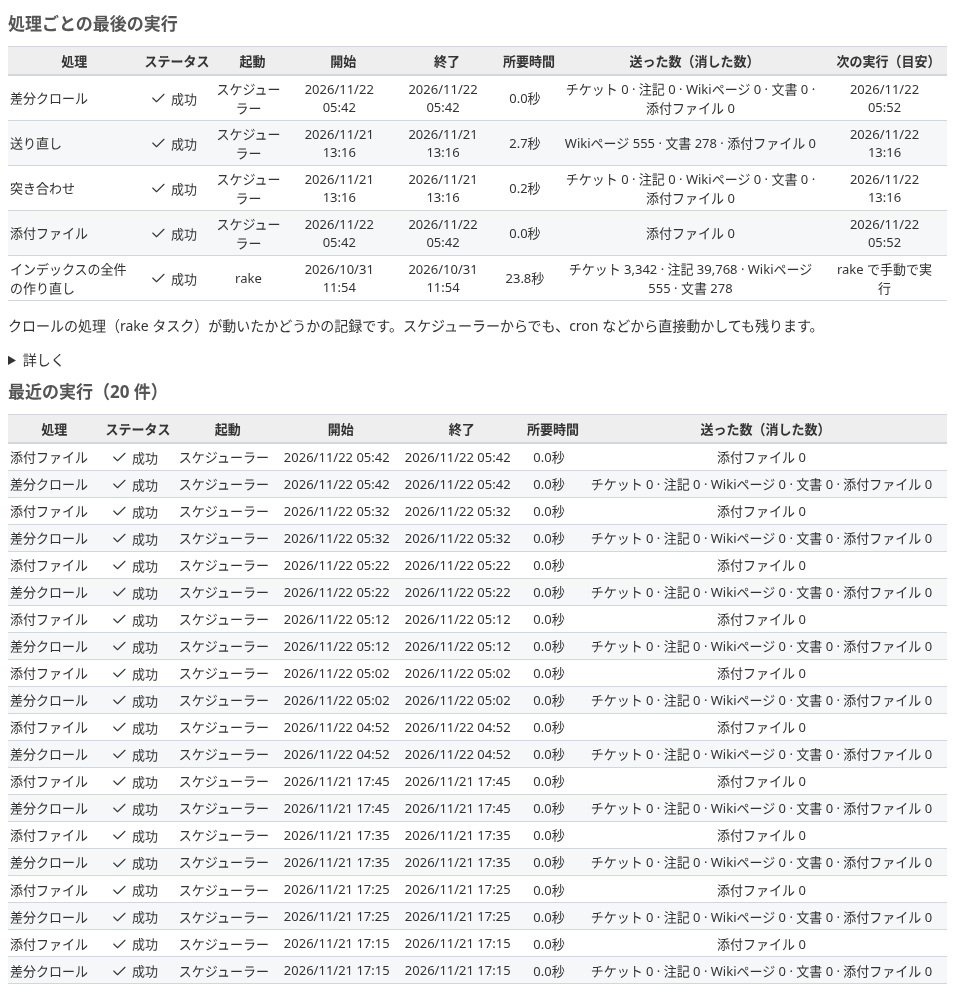 処理ごとの最後の実行
処理 ステータス 起動 開始 終了 所要時間 送った数（消した数） 次の実行（目安）
差分クロール ✓ 成功 スケジューラー 2026/11/22 05:42 2026/11/22 05:42 0.0秒 チケット 0 · 注記 0 · Wikiページ 0 · 文書 0 · 添付ファイル 0 2026/11/22 05:52
送り直し ✓ 成功 スケジューラー 2026/11/21 13:16 2026/11/21 13:16 2.7秒 Wikiページ 555 · 文書 278 · 添付ファイル 0 2026/11/22 13:16
突き合わせ ✓ 成功 スケジューラー 2026/11/21 13:16 2026/11/21 13:16 0.2秒 チケット 0 · 注記 0 · Wikiページ 0 · 文書 0 · 添付ファイル 0 2026/11/22 13:16
添付ファイル ✓ 成功 スケジューラー 2026/11/22 05:42 2026/11/22 05:42 0.0秒 添付ファイル 0 2026/11/22 05:52
インデックスの全件の作り直し ✓ 成功 rake 2026/10/31 11:54 2026/10/31 11:54 23.8秒 チケット 3,342 · 注記 39,768 · Wikiページ 555 · 文書 278 rake で手動で実行
クロールの処理（rake タスク）が動いたかどうかの記録です。スケジューラーからでも、cron などから直接動かしても残ります。
▶ 詳しく
最近の実行（20 件）
処理 ステータス 起動 開始 終了 所要時間 送った数（消した数）
添付ファイル ✓ 成功 スケジューラー 2026/11/22 05:42 2026/11/22 05:42 0.0秒 添付ファイル 0
差分クロール ✓ 成功 スケジューラー 2026/11/22 05:42 2026/11/22 05:42 0.0秒 チケット 0 · 注記 0 · Wikiページ 0 · 文書 0 · 添付ファイル 0
添付ファイル ✓ 成功 スケジューラー 2026/11/22 05:32 2026/11/22 05:32 0.0秒 添付ファイル 0
差分クロール ✓ 成功 スケジューラー 2026/11/22 05:32 2026/11/22 05:32 0.0秒 チケット 0 · 注記 0 · Wikiページ 0 · 文書 0 · 添付ファイル 0
添付ファイル ✓ 成功 スケジューラー 2026/11/22 05:22 2026/11/22 05:22 0.0秒 添付ファイル 0
差分クロール ✓ 成功 スケジューラー 2026/11/22 05:22 2026/11/22 05:22 0.0秒 チケット 0 · 注記 0 · Wikiページ 0 · 文書 0 · 添付ファイル 0
添付ファイル ✓ 成功 スケジューラー 2026/11/22 05:12 2026/11/22 05:12 0.0秒 添付ファイル 0
差分クロール ✓ 成功 スケジューラー 2026/11/22 05:12 2026/11/22 05:12 0.0秒 チケット 0 · 注記 0 · Wikiページ 0 · 文書 0 · 添付ファイル 0
添付ファイル ✓ 成功 スケジューラー 2026/11/22 05:02 2026/11/22 05:02 0.0秒 添付ファイル 0
差分クロール ✓ 成功 スケジューラー 2026/11/22 05:02 2026/11/22 05:02 0.0秒 チケット 0 · 注記 0 · Wikiページ 0 · 文書 0 · 添付ファイル 0
添付ファイル ✓ 成功 スケジューラー 2026/11/22 04:52 2026/11/22 04:52 0.0秒 添付ファイル 0
差分クロール ✓ 成功 スケジューラー 2026/11/22 04:52 2026/11/22 04:52 0.0秒 チケット 0 · 注記 0 · Wikiページ 0 · 文書 0 · 添付ファイル 0
添付ファイル ✓ 成功 スケジューラー 2026/11/21 17:45 2026/11/21 17:45 0.0秒 添付ファイル 0
差分クロール ✓ 成功 スケジューラー 2026/11/21 17:45 2026/11/21 17:45 0.0秒 チケット 0 · 注記 0 · Wikiページ 0 · 文書 0 · 添付ファイル 0
添付ファイル ✓ 成功 スケジューラー 2026/11/21 17:35 2026/11/21 17:35 0.0秒 添付ファイル 0
差分クロール ✓ 成功 スケジューラー 2026/11/21 17:35 2026/11/21 17:35 0.0秒 チケット 0 · 注記 0 · Wikiページ 0 · 文書 0 · 添付ファイル 0
添付ファイル ✓ 成功 スケジューラー 2026/11/21 17:25 2026/11/21 17:25 0.0秒 添付ファイル 0
差分クロール ✓ 成功 スケジューラー 2026/11/21 17:25 2026/11/21 17:25 0.0秒 チケット 0 · 注記 0 · Wikiページ 0 · 文書 0 · 添付ファイル 0
添付ファイル ✓ 成功 スケジューラー 2026/11/21 17:15 2026/11/21 17:15 0.0秒 添付ファイル 0
差分クロール ✓ 成功 スケジューラー 2026/11/21 17:15 2026/11/21 17:15 0.0秒 チケット 0 · 注記 0 · Wikiページ 0 · 文書 0 · 添付ファイル 0